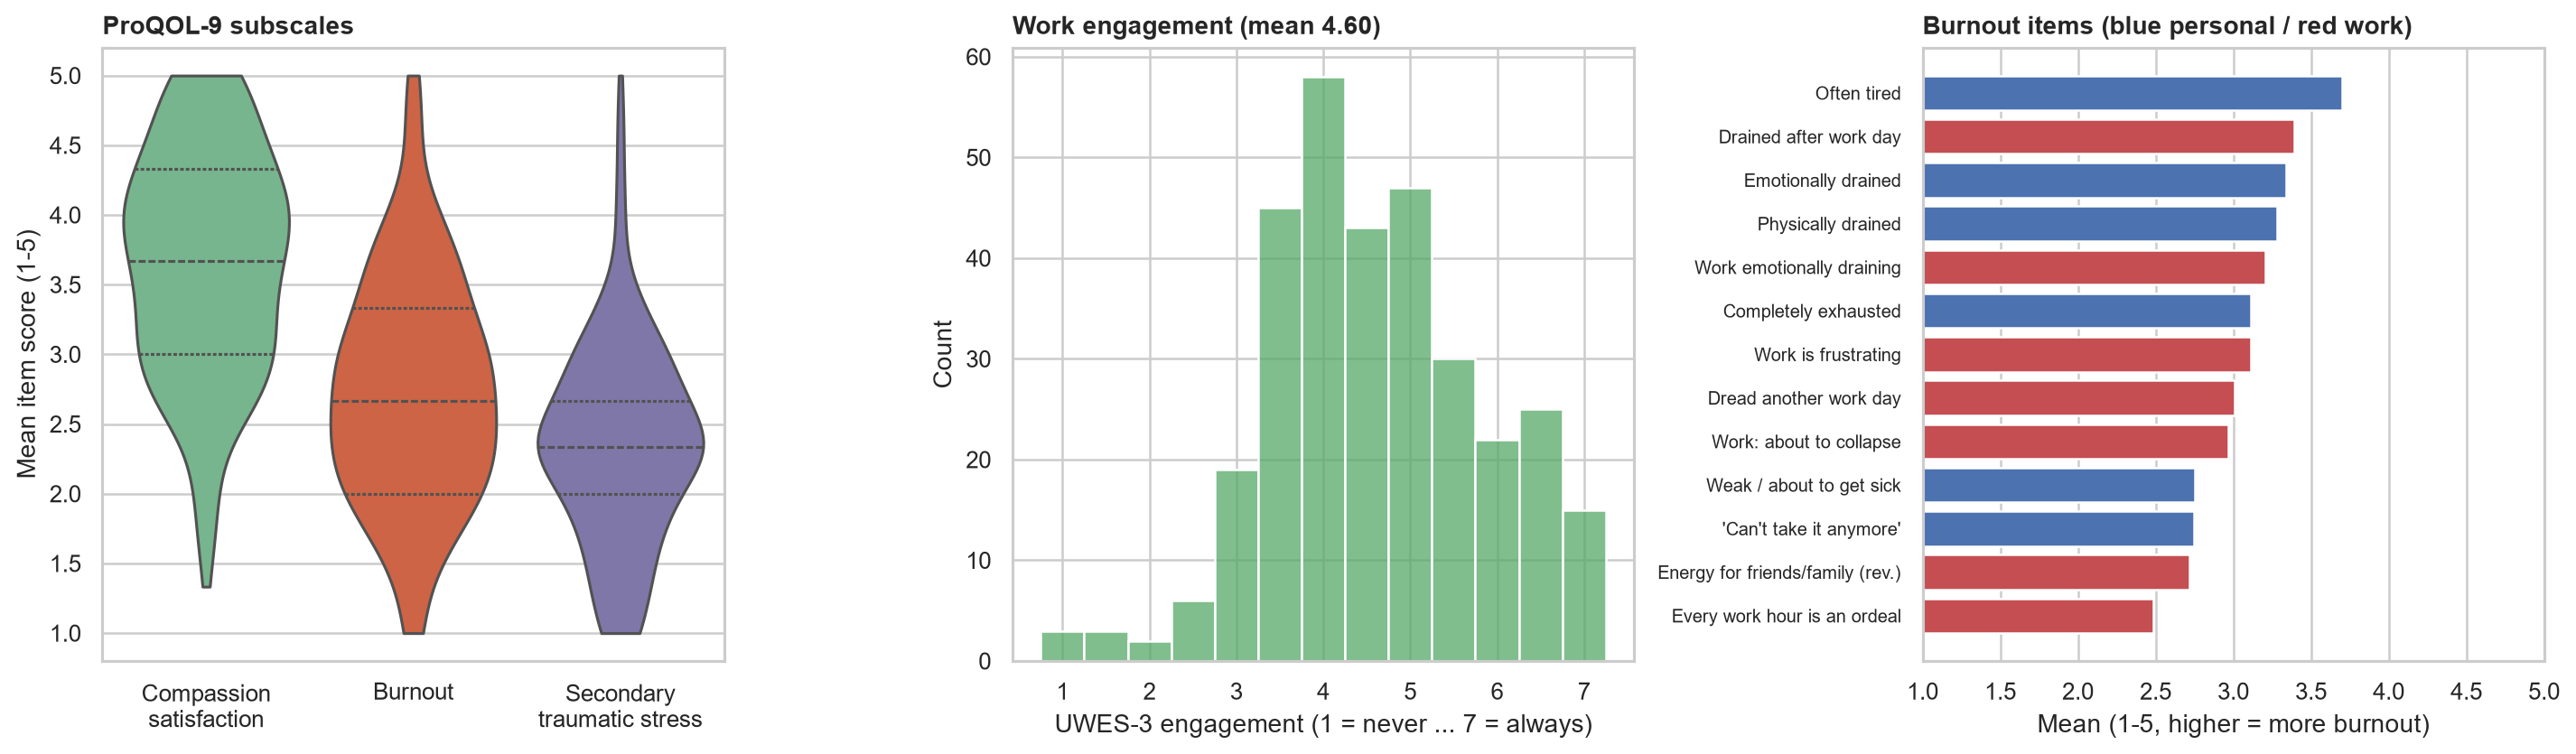 ProQOL-9 subscales
Mean item score (1-5)
5.0
4.5
4.0
3.5
3.0
2.5
2.0
1.5
1.0
Compassion
satisfaction
Burnout
Secondary
traumatic stress
Work engagement (mean 4.60)
Count
60
50
40
30
20
10
0
1 2 3 4 5 6 7
UWES-3 engagement (1 = never ... 7 = always)
Burnout items (blue personal / red work)
Often tired
Drained after work day
Emotionally drained
Physically drained
Work emotionally draining
Completely exhausted
Work is frustrating
Dread another work day
Work: about to collapse
Weak / about to get sick
'Can't take it anymore'
Energy for friends/family (rev.)
Every work hour is an ordeal
1.0 1.5 2.0 2.5 3.0 3.5 4.0 4.5 5.0
Mean (1-5, higher = more burnout)